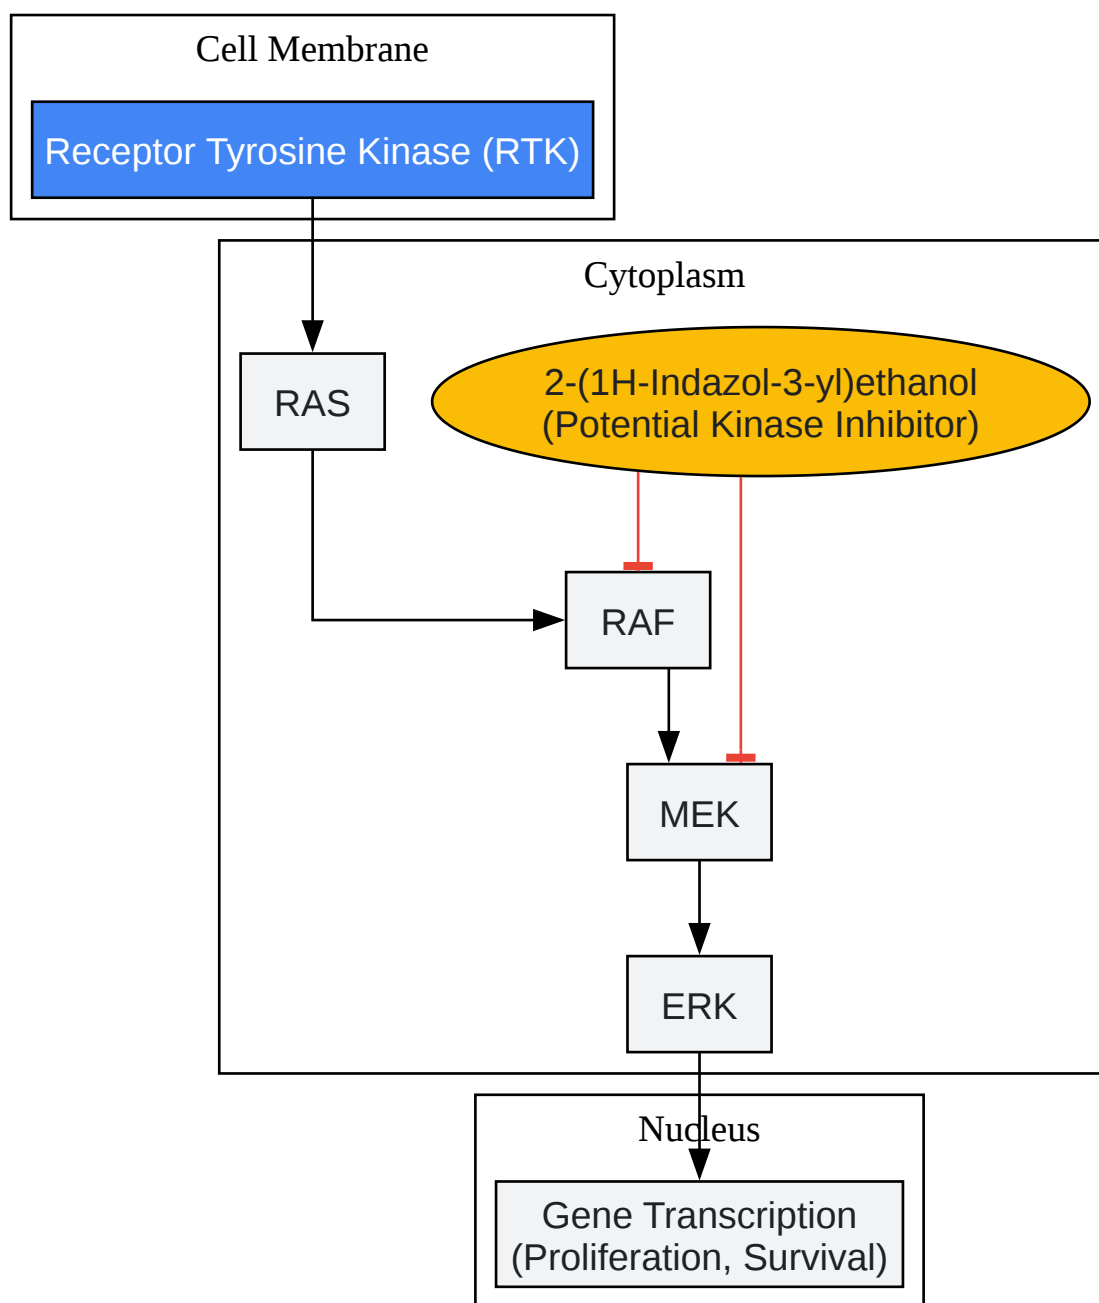 Cell Membrane
Receptor Tyrosine Kinase (RTK)
Cytoplasm
RAS
2-(1H-Indazol-3-yl)ethanol
(Potential Kinase Inhibitor)
RAF
MEK
ERK
Nucleus
Gene Transcription
(Proliferation, Survival)